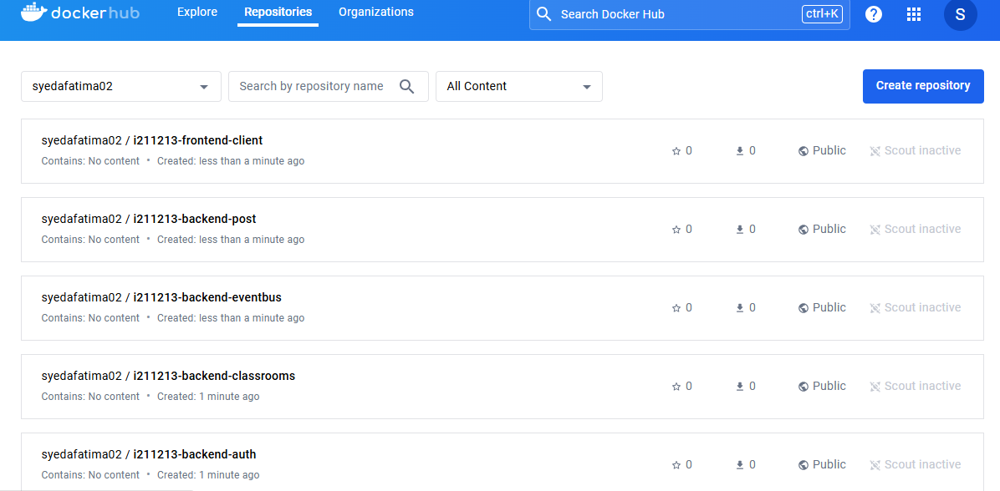 dockerhub Explore Repositories Organizations Search Docker Hub ctrl+K ? S
syedafatima02 Search by repository name All Content Create repository
syedafatima02 / i211213-frontend-client
Contains: No content • Created: less than a minute ago 0 0 Public Scout inactive
syedafatima02 / i211213-backend-post
Contains: No content • Created: less than a minute ago 0 0 Public Scout inactive
syedafatima02 / i211213-backend-eventbus
Contains: No content • Created: less than a minute ago 0 0 Public Scout inactive
syedafatima02 / i211213-backend-classrooms
Contains: No content • Created: 1 minute ago 0 0 Public Scout inactive
syedafatima02 / i211213-backend-auth
Contains: No content • Created: 1 minute ago 0 0 Public Scout inactive